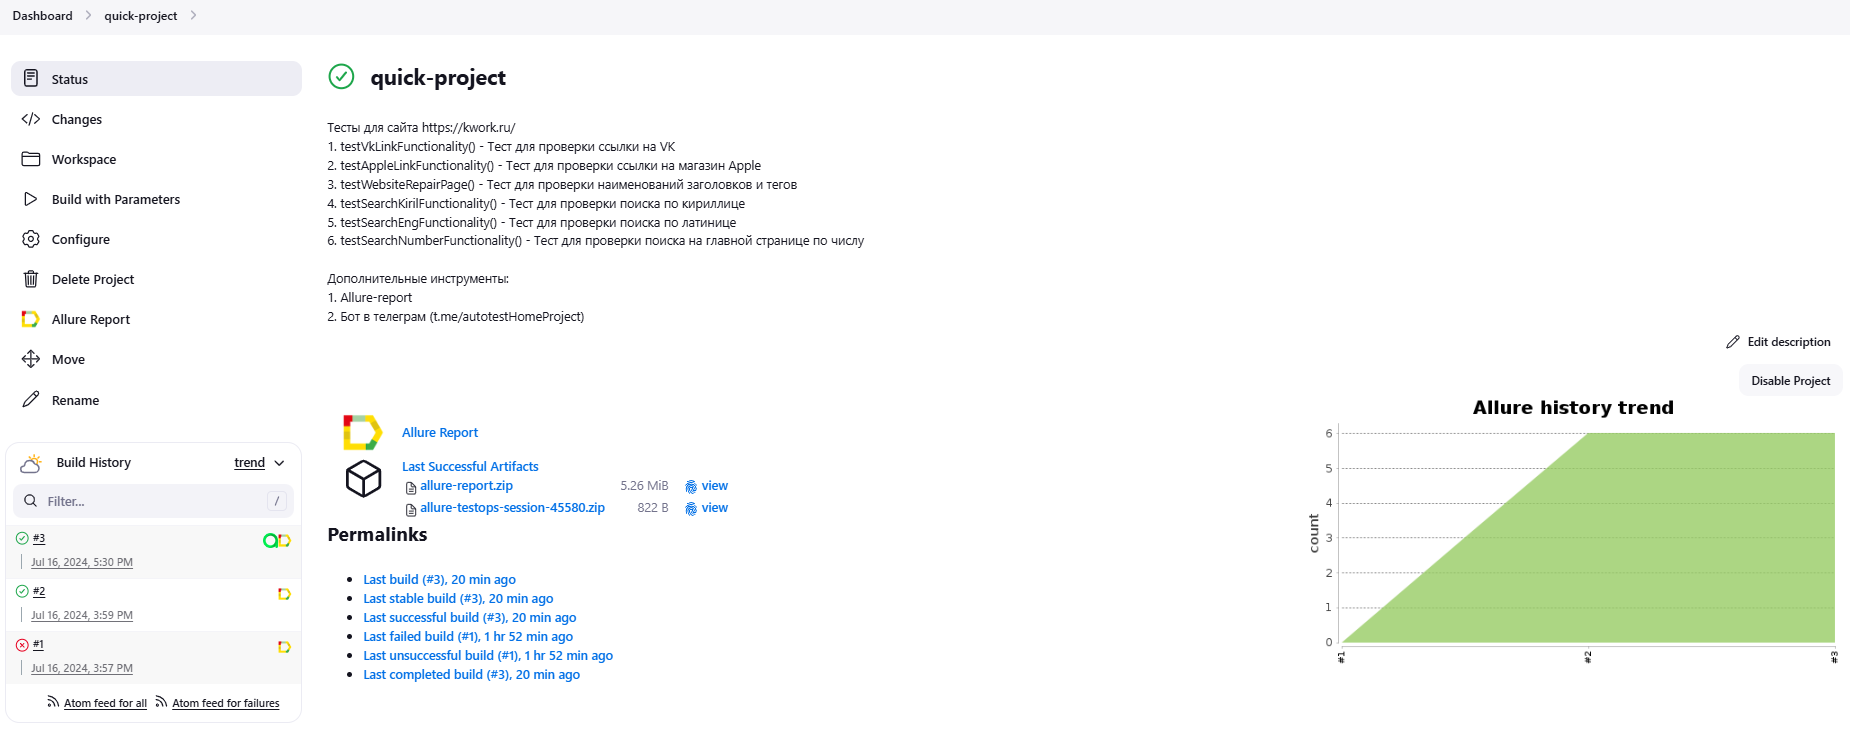 Dashboard
quick-project
Status
Changes
Workspace
Build with Parameters
Configure
Delete Project
Allure Report
Move
Rename
Build History
trend
Filter...
/
#3
Jul 16, 2024, 5:30 PM
#2
Jul 16, 2024, 3:59 PM
#1
Jul 16, 2024, 3:57 PM
Atom feed for all
Atom feed for failures
quick-project
Тесты для сайта https://kwork.ru/
1. testVkLinkFunctionality() - Тест для проверки ссылки на VK
2. testAppleLinkFunctionality() - Тест для проверки ссылки на магазин Apple
3. testWebsiteRepairPage() - Тест для проверки наименований заголовков и тегов
4. testSearchKirilFunctionality() - Тест для проверки поиска по кириллице
5. testSearchEngFunctionality() - Тест для проверки поиска по латинице
6. testSearchNumberFunctionality() - Тест для проверки поиска на главной странице по числу
Дополнительные инструменты:
1. Allure-report
2. Бот в телеграм (t.me/autotestHomeProject)
Edit description
Disable Project
Allure Report
Last Successful Artifacts
allure-report.zip 5.26 MiB view
allure-testops-session-45580.zip 822 B view
Permalinks
Last build (#3), 20 min ago
Last stable build (#3), 20 min ago
Last successful build (#3), 20 min ago
Last failed build (#1), 1 hr 52 min ago
Last unsuccessful build (#1), 1 hr 52 min ago
Last completed build (#3), 20 min ago
Allure history trend
count
6
5
4
3
2
1
0
#1
#2
#3